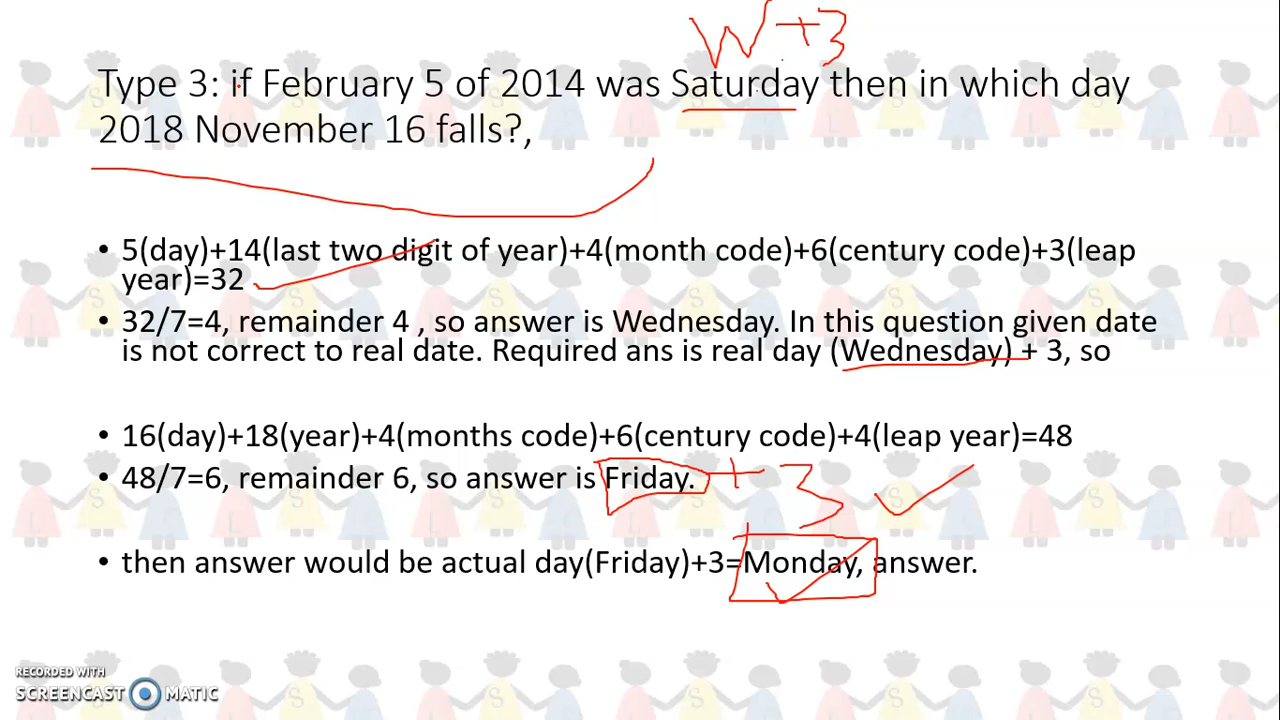 W+3
Type 3: if February 5 of 2014 was Saturday then in which day
2018 November 16 falls?,
• 5(day)+14(last two digit of year)+4(month code)+6(century code)+3(leap
year)=32
• 32/7=4, remainder 4 , so answer is Wednesday. In this question given date
is not correct to real date. Required ans is real day (Wednesday) + 3, so
• 16(day)+18(year)+4(months code)+6(century code)+4(leap year)=48
• 48/7=6, remainder 6, so answer is Friday. + 3
• then answer would be actual day(Friday)+3=Monday, answer.
RECORDED WITH
SCREENCAST MATIC